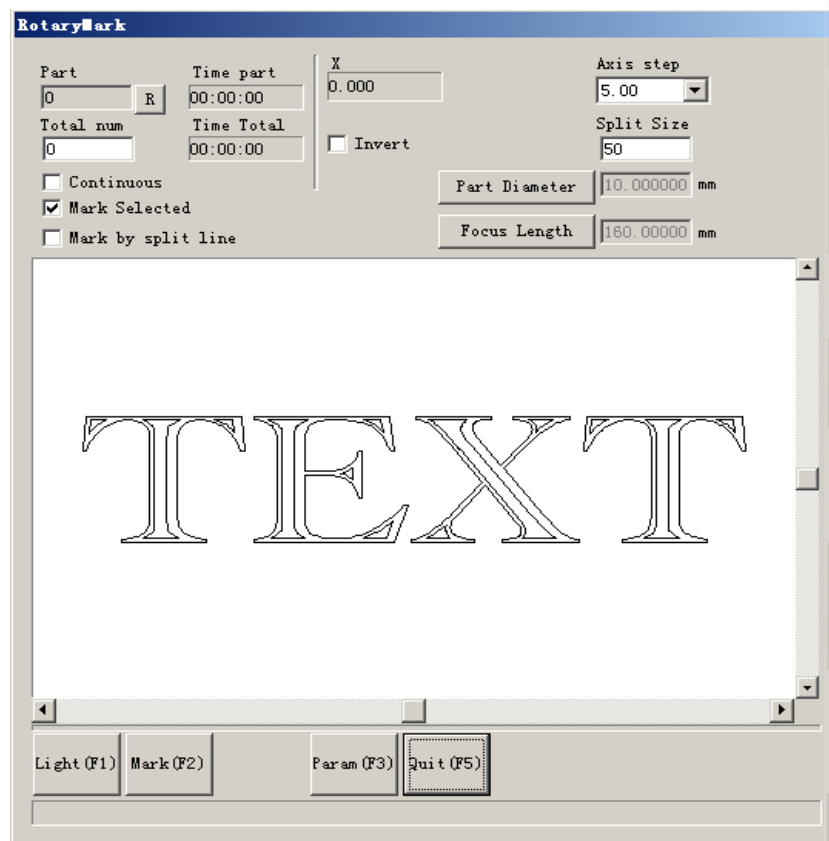 RotaryMark
Part Time part X Axis step
0 R 00:00:00 0.000 5.00
Total num Time Total Split Size
0 00:00:00 Invert 50
Continuous Part Diameter 10.000000 mm
Mark Selected
Mark by split line Focus Length 160.00000 mm
TEXT
Light(F1) Mark(F2) Param(F3) Quit(F5)